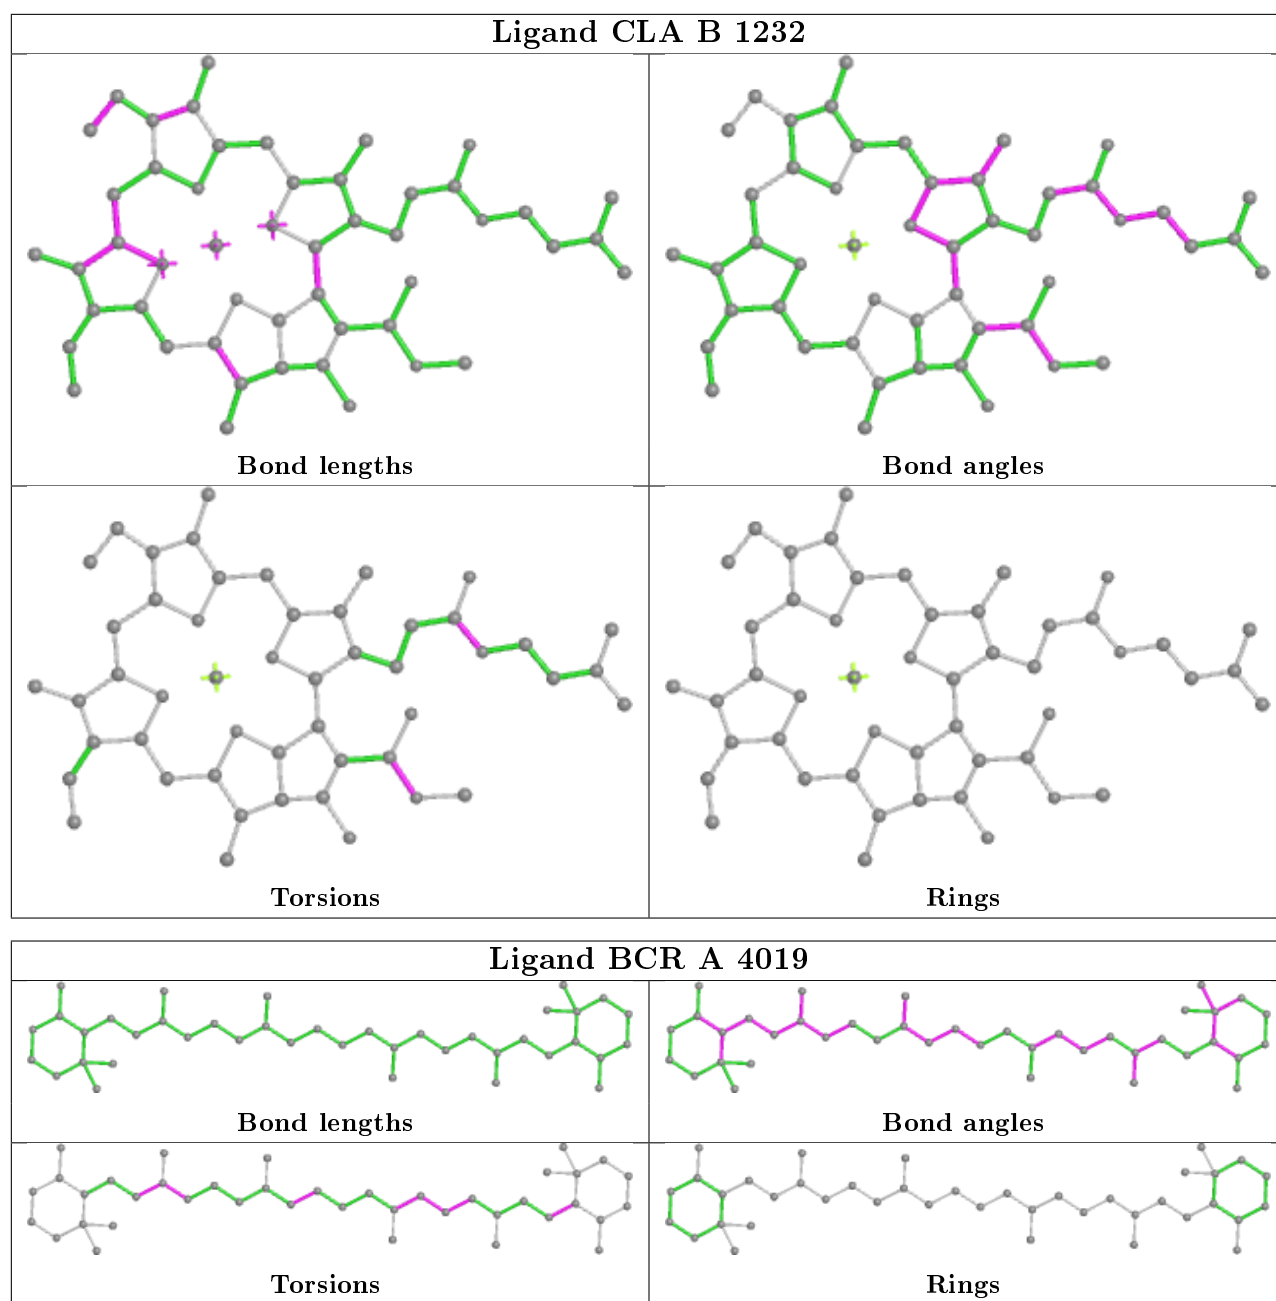 Ligand CLA B 1232
Bond lengths
Bond angles
Torsions
Rings
Ligand BCR A 4019
Bond lengths
Bond angles
Torsions
Rings